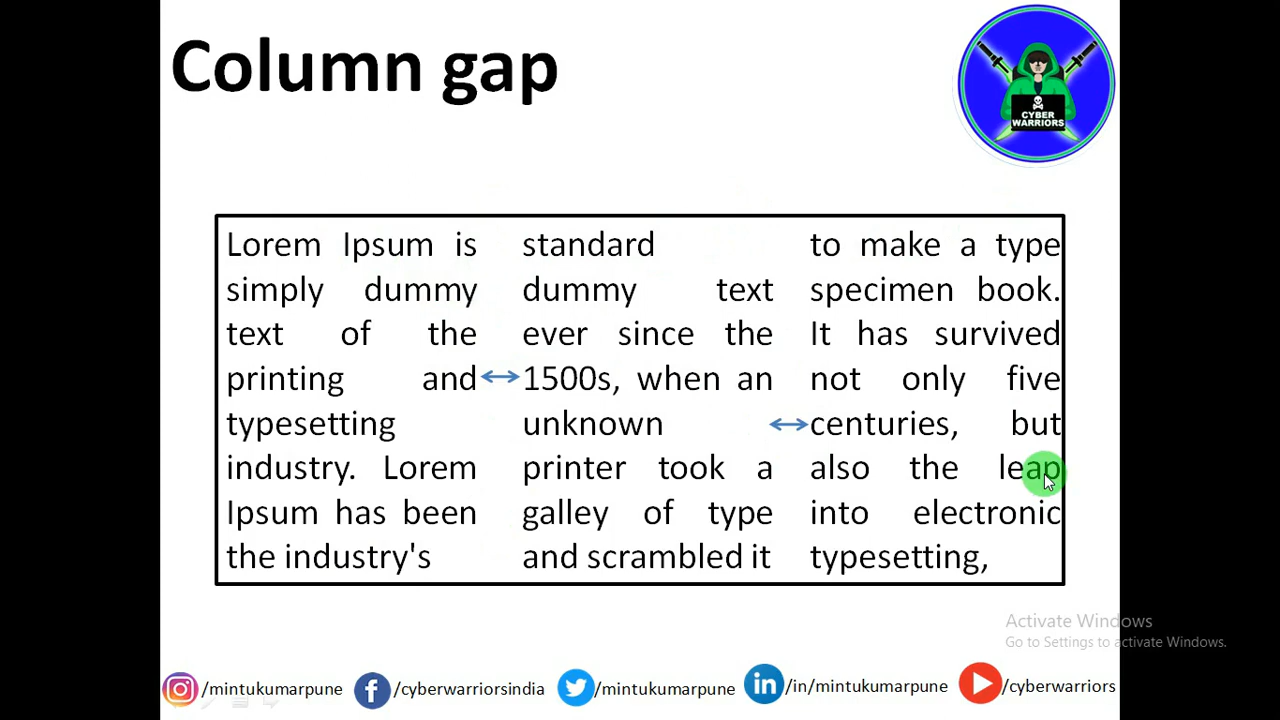 Column gap
CYBER
WARRIORS
Lorem Ipsum is
simply dummy
text of the
printing and
typesetting
industry. Lorem
Ipsum has been
the industry's
standard
dummy text
ever since the
1500s, when an
unknown
printer took a
galley of type
and scrambled it
to make a type
specimen book.
It has survived
not only five
centuries, but
also the leap
into electronic
typesetting,
Activate Windows
Go to Settings to activate Windows.
/mintukumarpune
/cyberwarriorsindia
/mintukumarpune
/in/mintukumarpune
/cyberwarriors